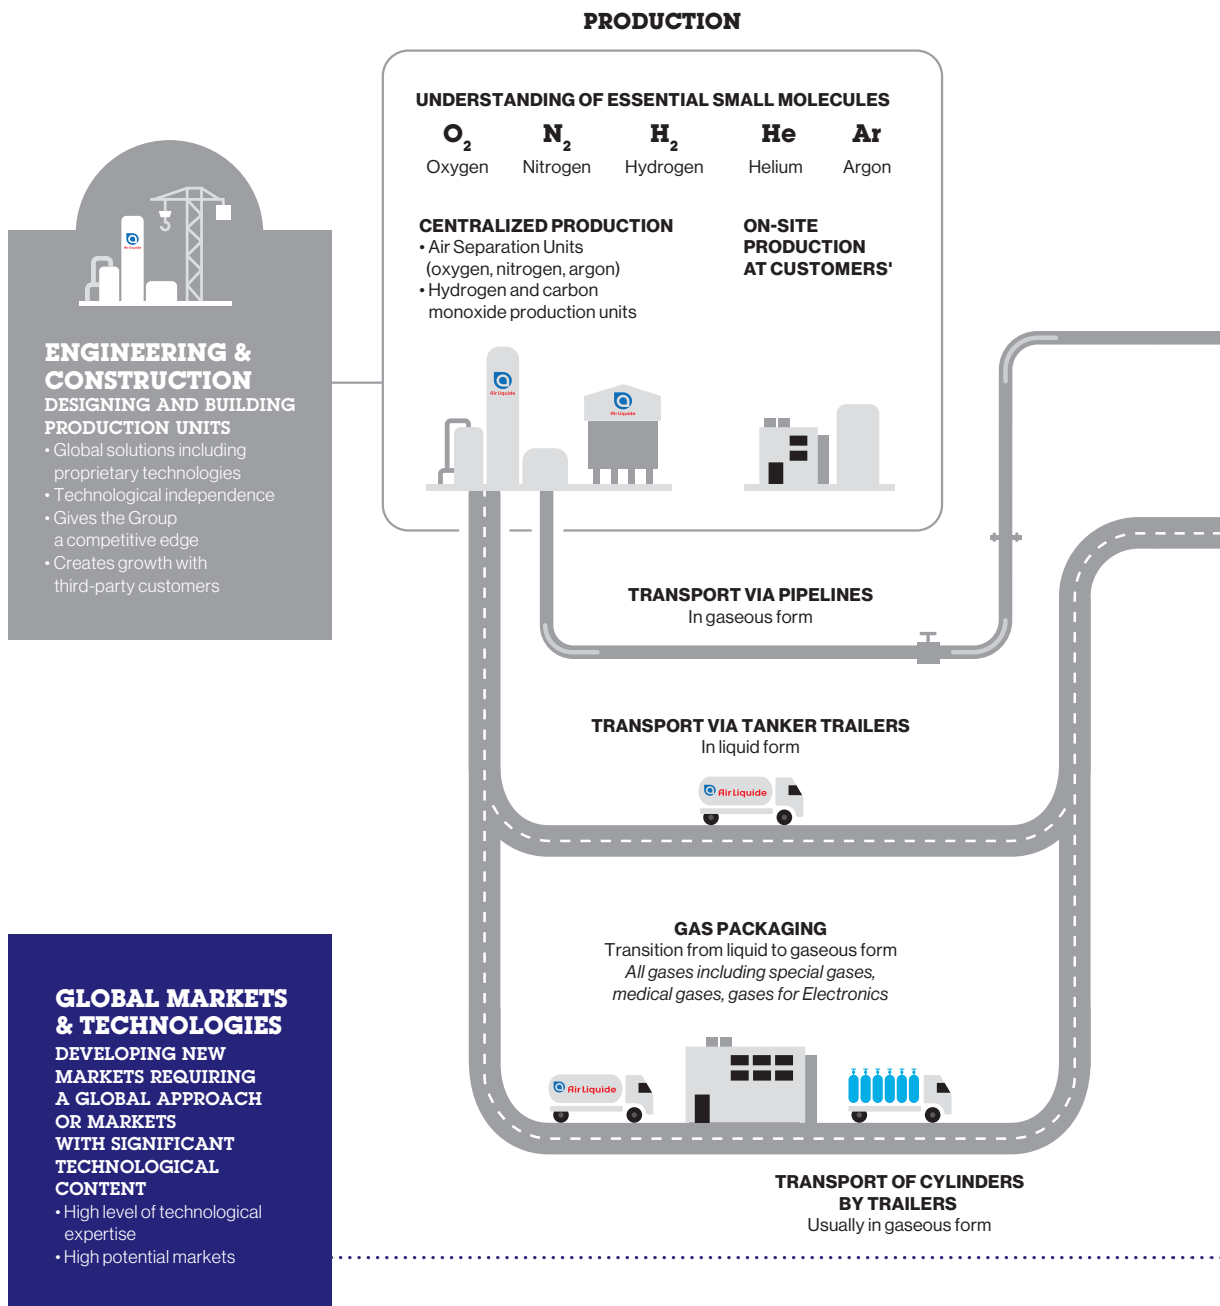 PRODUCTION
UNDERSTANDING OF ESSENTIAL SMALL MOLECULES
O2 N2 H2 He Ar
Oxygen Nitrogen Hydrogen Helium Argon
CENTRALIZED PRODUCTION
• Air Separation Units
(oxygen, nitrogen, argon)
• Hydrogen and carbon
monoxide production units
ON-SITE
PRODUCTION
AT CUSTOMERS'
Air Liquide
Air Liquide
Air Liquide
ENGINEERING &
CONSTRUCTION
DESIGNING AND BUILDING
PRODUCTION UNITS
• Global solutions including
proprietary technologies
• Technological independence
• Gives the Group
a competitive edge
• Creates growth with
third-party customers
TRANSPORT VIA PIPELINES
In gaseous form
TRANSPORT VIA TANKER TRAILERS
In liquid form
Air Liquide
GAS PACKAGING
Transition from liquid to gaseous form
All gases including special gases,
medical gases, gases for Electronics
Air Liquide
TRANSPORT OF CYLINDERS
BY TRAILERS
Usually in gaseous form
GLOBAL MARKETS
& TECHNOLOGIES
DEVELOPING NEW
MARKETS REQUIRING
A GLOBAL APPROACH
OR MARKETS
WITH SIGNIFICANT
TECHNOLOGICAL
CONTENT
• High level of technological
expertise
• High potential markets